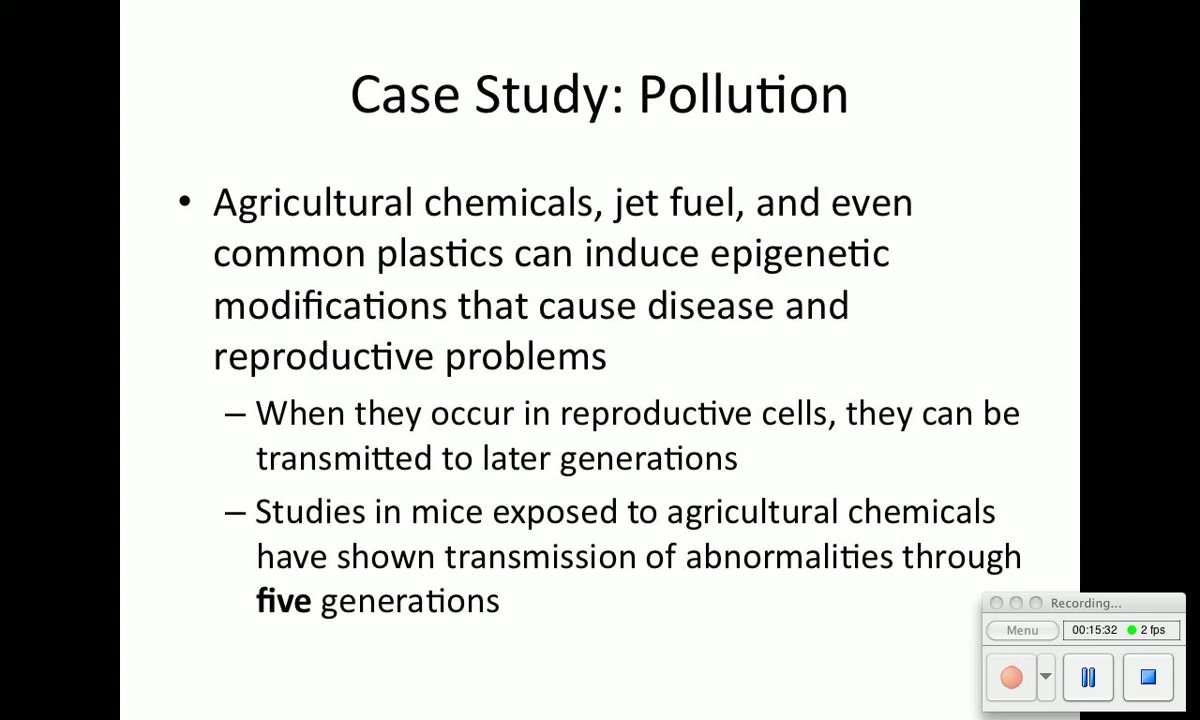 Case Study: Pollution
• Agricultural chemicals, jet fuel, and even
common plastics can induce epigenetic
modifications that cause disease and
reproductive problems
– When they occur in reproductive cells, they can be
transmitted to later generations
– Studies in mice exposed to agricultural chemicals
have shown transmission of abnormalities through
five generations
Recording...
Menu 00:15:32 2 fps